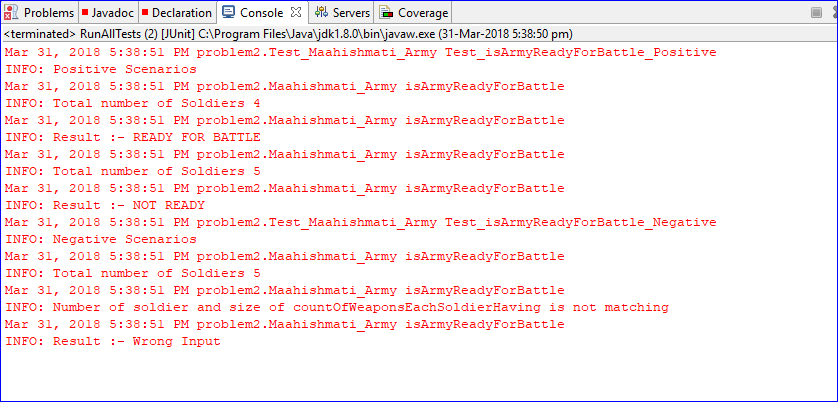 Problems Javadoc Declaration Console Servers Coverage
<terminated> RunAllTests (2) [JUnit] C:\Program Files\Java\jdk1.8.0\bin\javaw.exe (31-Mar-2018 5:38:50 pm)
Mar 31, 2018 5:38:51 PM problem2.Test_Maahishmati_Army Test_isArmyReadyForBattle_Positive
INFO: Positive Scenarios
Mar 31, 2018 5:38:51 PM problem2.Maahishmati_Army isArmyReadyForBattle
INFO: Total number of Soldiers 4
Mar 31, 2018 5:38:51 PM problem2.Maahishmati_Army isArmyReadyForBattle
INFO: Result :- READY FOR BATTLE
Mar 31, 2018 5:38:51 PM problem2.Maahishmati_Army isArmyReadyForBattle
INFO: Total number of Soldiers 5
Mar 31, 2018 5:38:51 PM problem2.Maahishmati_Army isArmyReadyForBattle
INFO: Result :- NOT READY
Mar 31, 2018 5:38:51 PM problem2.Test_Maahishmati_Army Test_isArmyReadyForBattle_Negative
INFO: Negative Scenarios
Mar 31, 2018 5:38:51 PM problem2.Maahishmati_Army isArmyReadyForBattle
INFO: Total number of Soldiers 5
Mar 31, 2018 5:38:51 PM problem2.Maahishmati_Army isArmyReadyForBattle
INFO: Number of soldier and size of countOfWeaponsEachSoldierHaving is not matching
Mar 31, 2018 5:38:51 PM problem2.Maahishmati_Army isArmyReadyForBattle
INFO: Result :- Wrong Input